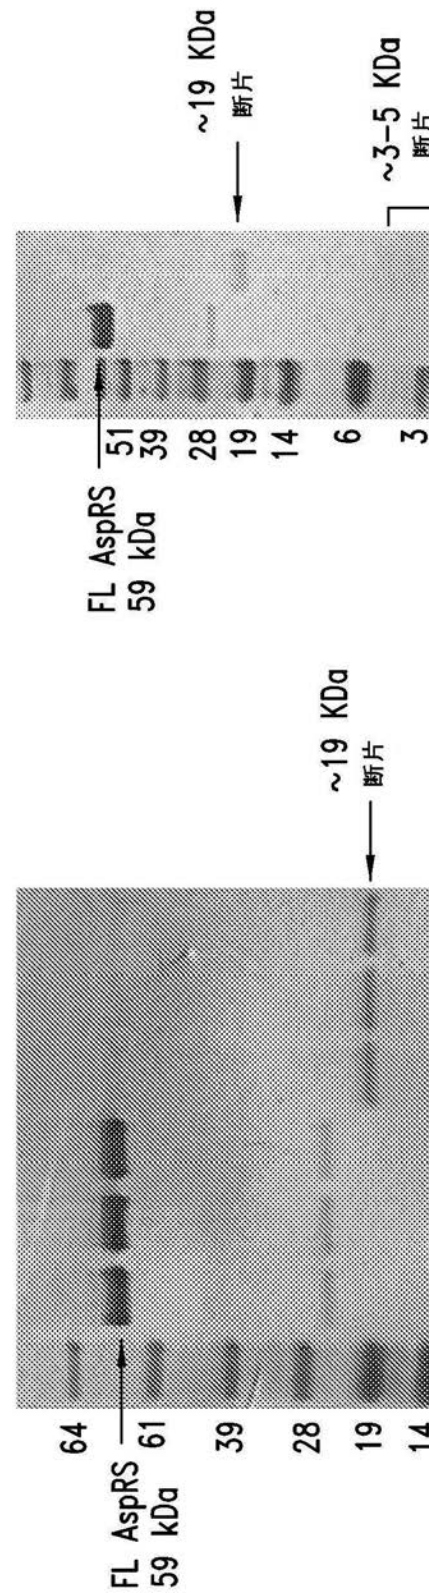 FL AspRS
59 kDa
64
61
39
28
19
14
~19 KDa
断片
FL AspRS
59 kDa
51
39
28
19
14
6
3
~19 KDa
断片
~3-5 KDa
断片